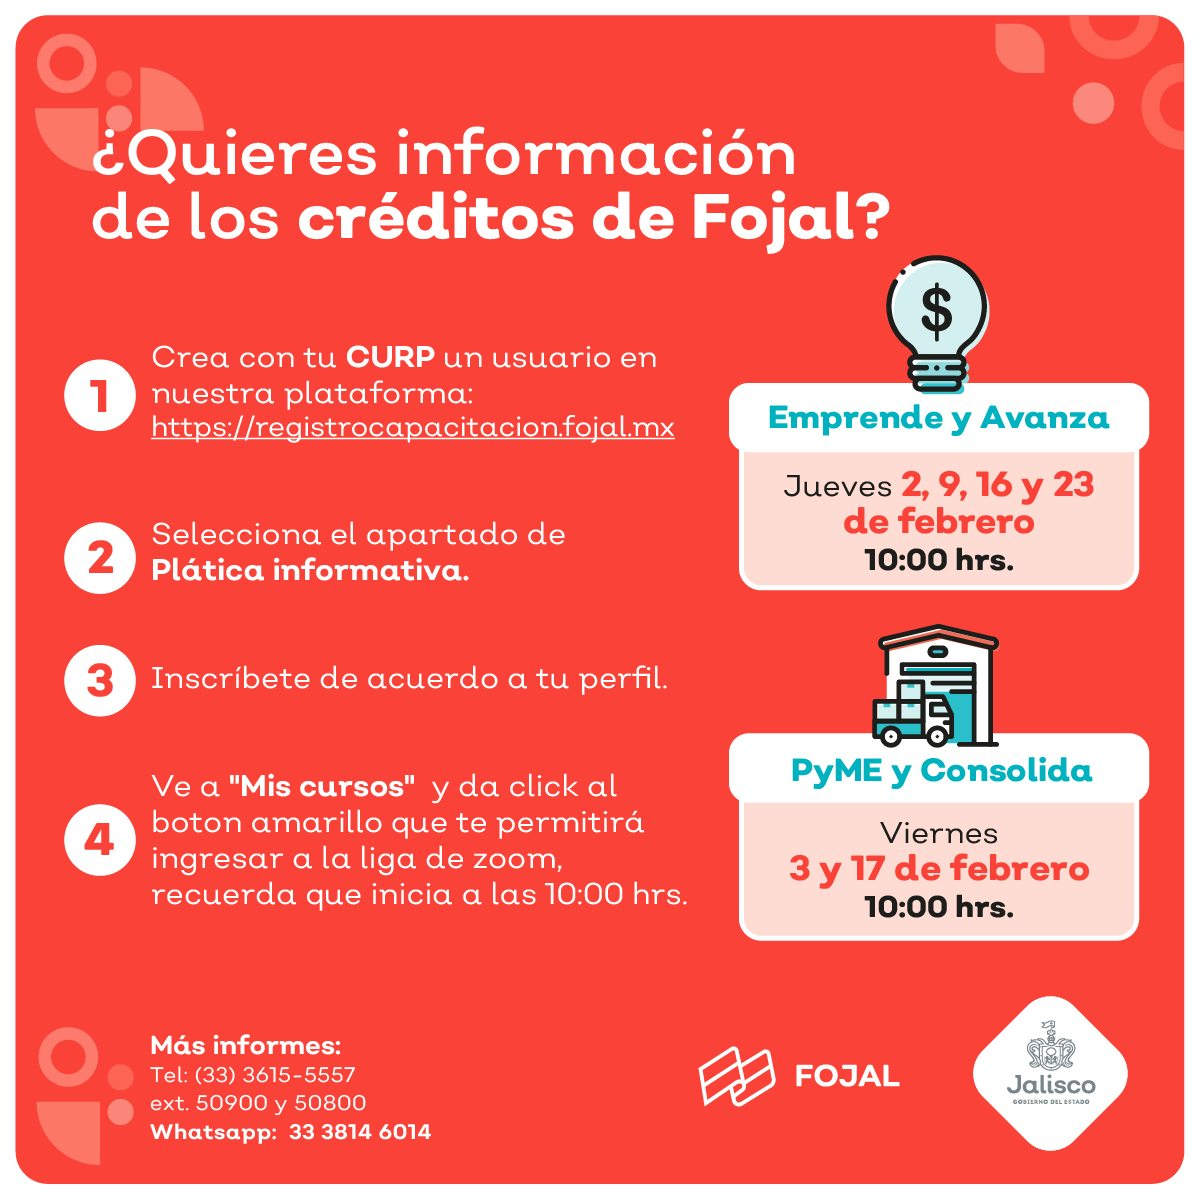 ¿Quieres información
de los créditos de Fojal?
1
Crea con tu CURP un usuario en
nuestra plataforma:
https://registrocapacitacion.fojal.mx
2
Selecciona el apartado de
Plática informativa.
3
Inscríbete de acuerdo a tu perfil.
4
Ve a "Mis cursos" y da click al
boton amarillo que te permitirá
ingresar a la liga de zoom,
recuerda que inicia a las 10:00 hrs.
$
Emprende y Avanza
Jueves 2, 9, 16 y 23
de febrero
10:00 hrs.
PyME y Consolida
Viernes
3 y 17 de febrero
10:00 hrs.
Más informes:
Tel: (33) 3615-5557
ext. 50900 y 50800
Whatsapp: 33 3814 6014
FOJAL
Jalisco
GOBIERNO DEL ESTADO